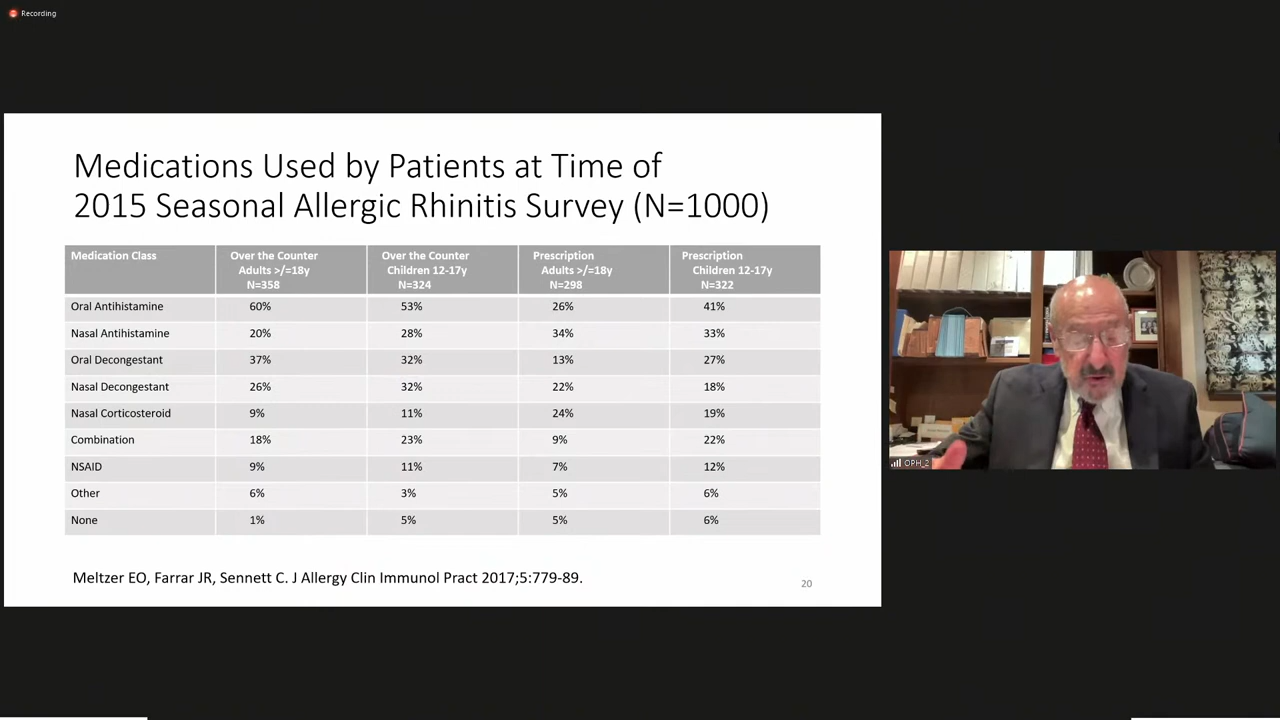 Recording
Medications Used by Patients at Time of
2015 Seasonal Allergic Rhinitis Survey (N=1000)
Medication Class Over the Counter Over the Counter Prescription Prescription
Adults >/=18y Children 12-17y Adults >/=18y Children 12-17y
N=358 N=324 N=298 N=322
Oral Antihistamine 60% 53% 26% 41%
Nasal Antihistamine 20% 28% 34% 33%
Oral Decongestant 37% 32% 13% 27%
Nasal Decongestant 26% 32% 22% 18%
Nasal Corticosteroid 9% 11% 24% 19%
Combination 18% 23% 9% 22%
NSAID 9% 11% 7% 12%
Other 6% 3% 5% 6%
None 1% 5% 5% 6%
Meltzer EO, Farrar JR, Sennett C. J Allergy Clin Immunol Pract 2017;5:779-89.
20
OPH_2